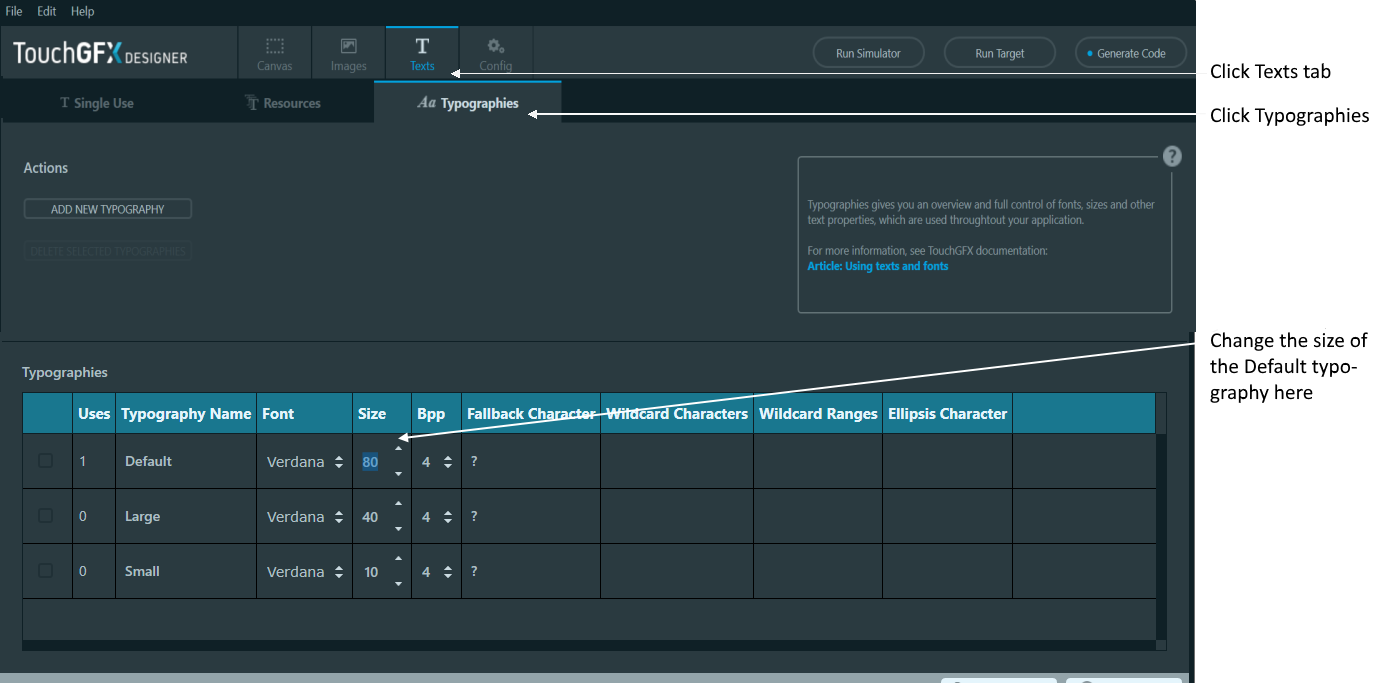 File Edit Help
TouchGFX DESIGNER
Canvas Images Texts Config
Run Simulator Run Target Generate Code
Click Texts tab
T Single Use Resources Aa Typographies
Click Typographies
Actions
ADD NEW TYPOGRAPHY
DELETE SELECTED TYPOGRAPHIES
?
Typographies gives you an overview and full control of fonts, sizes and other
text properties, which are used throughtout your application.
For more information, see TouchGFX documentation:
Article: Using texts and fonts
Change the size of
the Default typo-
graphy here
Typographies
Uses Typography Name Font Size Bpp Fallback Character Wildcard Characters Wildcard Ranges Ellipsis Character
1 Default Verdana 80 4 ?
0 Large Verdana 40 4 ?
0 Small Verdana 10 4 ?